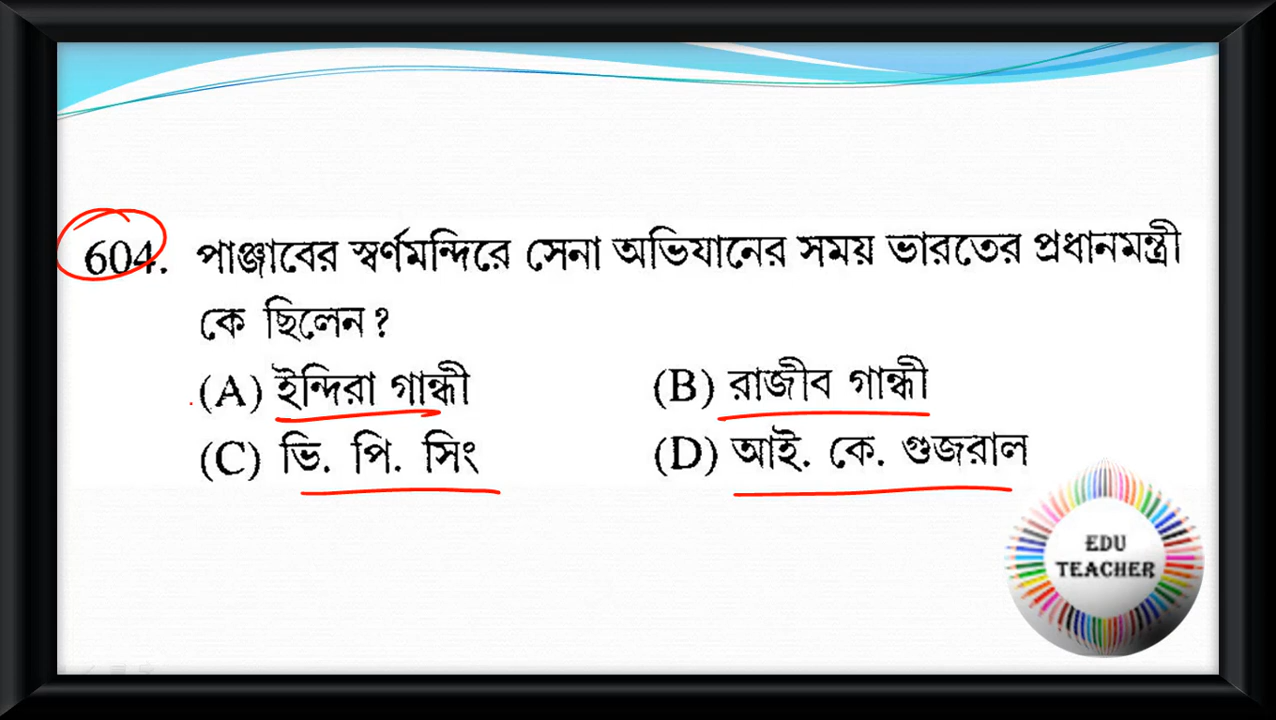 604. পাঞ্জাবের স্বর্ণমন্দিরে সেনা অভিযানের সময় ভারতের প্রধানমন্ত্রী
কে ছিলেন?
(A) ইন্দিরা গান্ধী (B) রাজীব গান্ধী
(C) ভি. পি. সিং (D) আই. কে. গুজরাল
EDU
TEACHER